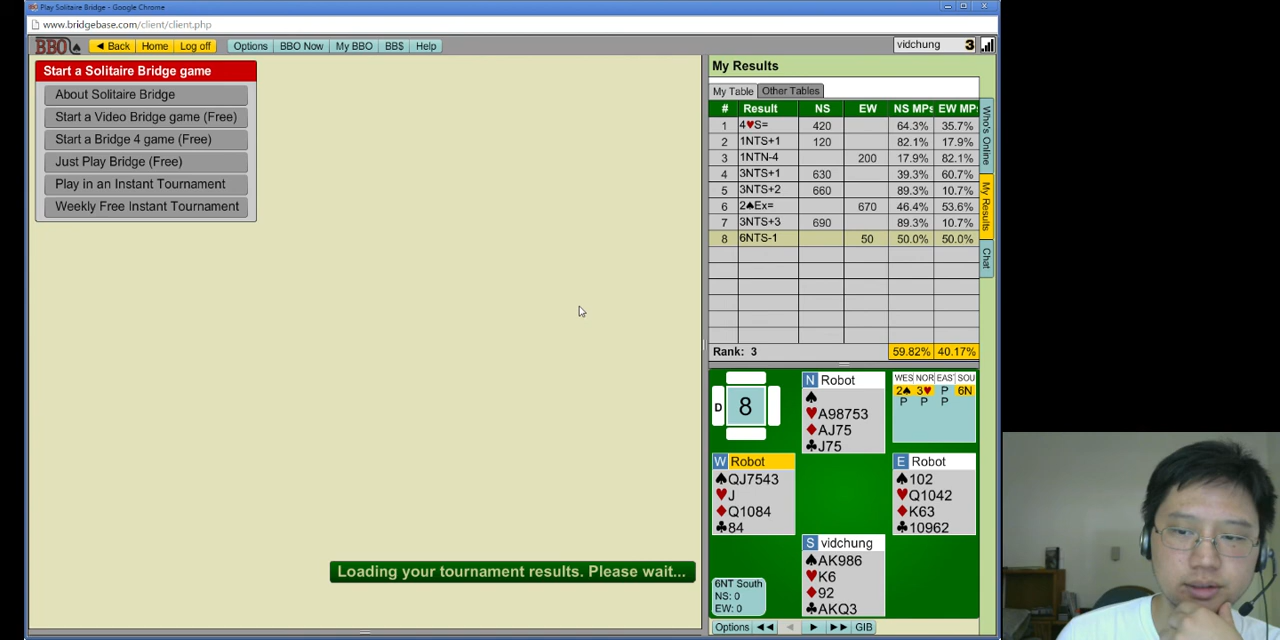 Play Solitaire Bridge - Google Chrome
www.bridgebase.com/client/client.php
BBO ◄ Back Home Log off Options BBO Now My BBO BB$ Help vidchung 3
Start a Solitaire Bridge game
About Solitaire Bridge
Start a Video Bridge game (Free)
Start a Bridge 4 game (Free)
Just Play Bridge (Free)
Play in an Instant Tournament
Weekly Free Instant Tournament
Loading your tournament results. Please wait...
My Results
My Table Other Tables
# Result NS EW NS MPs EW MP
1 4♥S= 420 64.3% 35.7%
2 1NTS+1 120 82.1% 17.9%
3 1NTN-4 200 17.9% 82.1%
4 3NTS+1 630 39.3% 60.7%
5 3NTS+2 660 89.3% 10.7%
6 2♠Ex= 670 46.4% 53.6%
7 3NTS+3 690 89.3% 10.7%
8 6NTS-1 50 50.0% 50.0%
Rank: 3 59.82% 40.17%
Who's Online
My Results
Chat
D 8
N Robot
♠
♥A98753
♦AJ75
♣J75
WES NOR EAS SOU
2♠ 3♥ P 6N
P P P
W Robot
♠QJ7543
♥J
♦Q1084
♣84
E Robot
♠102
♥Q1042
♦K63
♣10962
S vidchung
♠AK986
♥K6
♦92
♣AKQ3
6NT South
NS: 0
EW: 0
Options ◄◄ ◄ ► ►► GIB